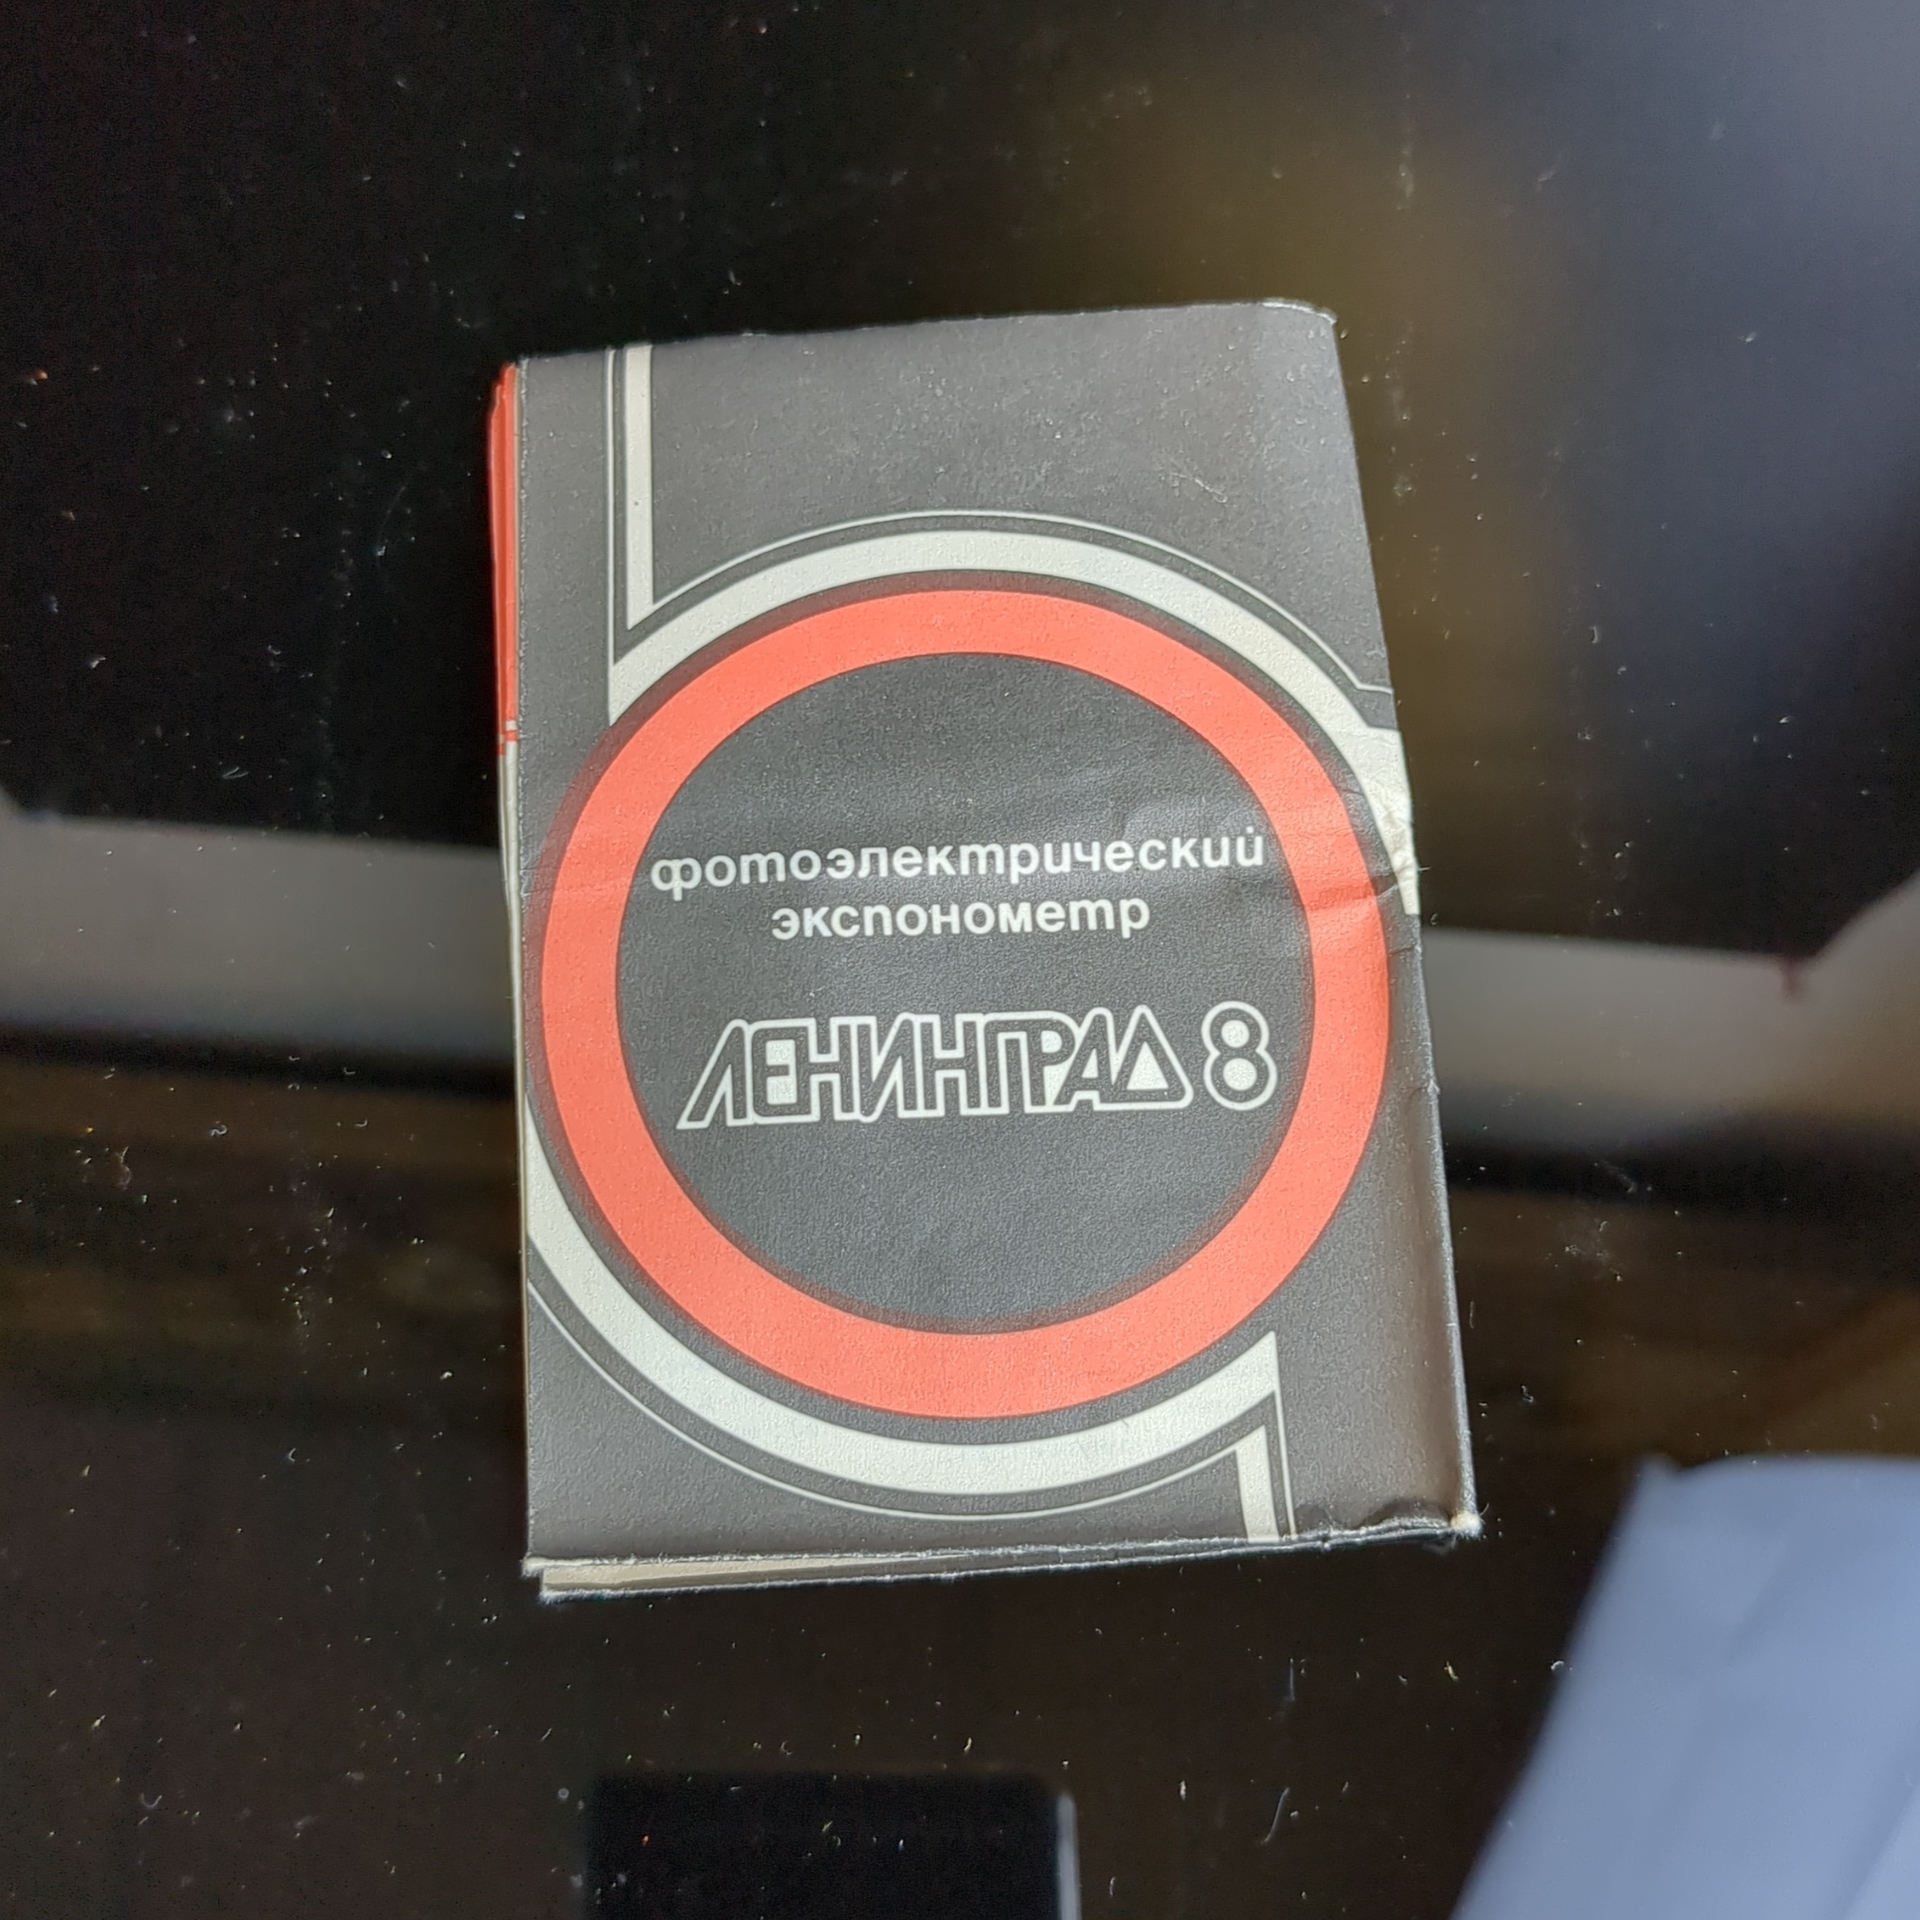 фотоэлектрический
экспонометр
ЛЕНИНГРАД 8